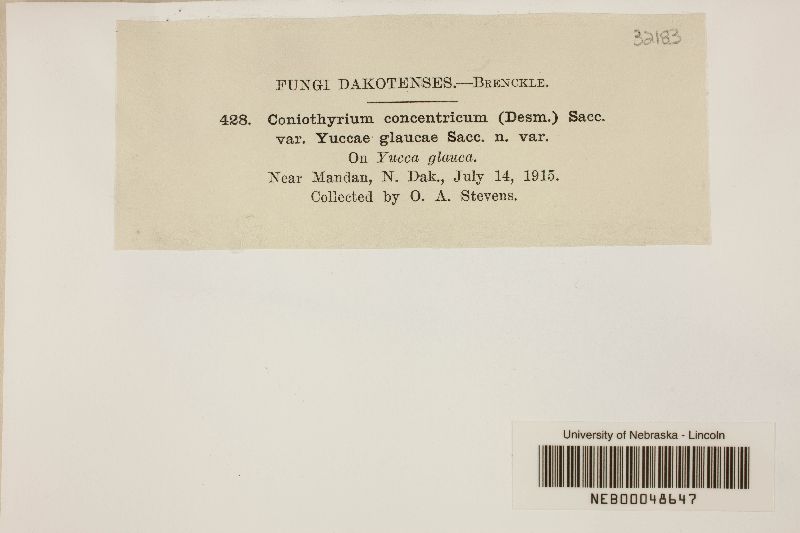 32183
FUNGI DAKOTENSES.—BRENCKLE.
428. Coniothyrium concentricum (Desm.) Sacc.
var. Yuccae glaucae Sacc. n. var.
On Yucca glauca.
Near Mandan, N. Dak., July 14, 1915.
Collected by O. A. Stevens.
University of Nebraska - Lincoln
NEB00048647